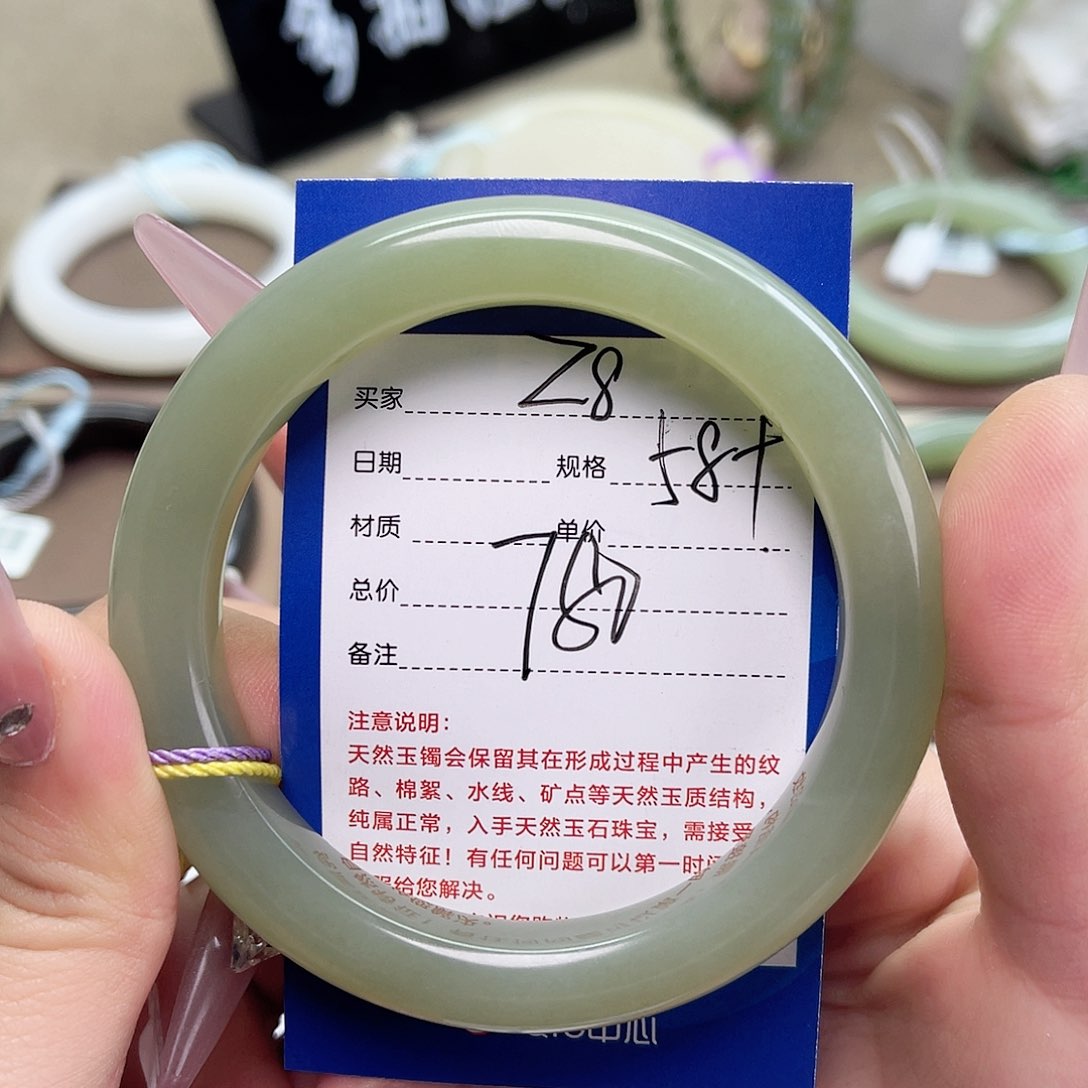 买家 Z8
日期 规格 58+
材质 单价
总价 78
备注
注意说明：
天然玉镯会保留其在形成过程中产生的纹
路、棉絮、水线、矿点等天然玉质结构，
纯属正常，入手天然玉石珠宝，需接受
自然特征！有任何问题可以第一时间
给您解决。
中心